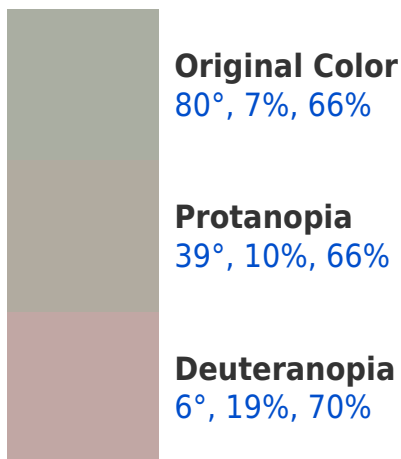 Original Color
80°, 7%, 66%
Protanopia
39°, 10%, 66%
Deuteranopia
6°, 19%, 70%